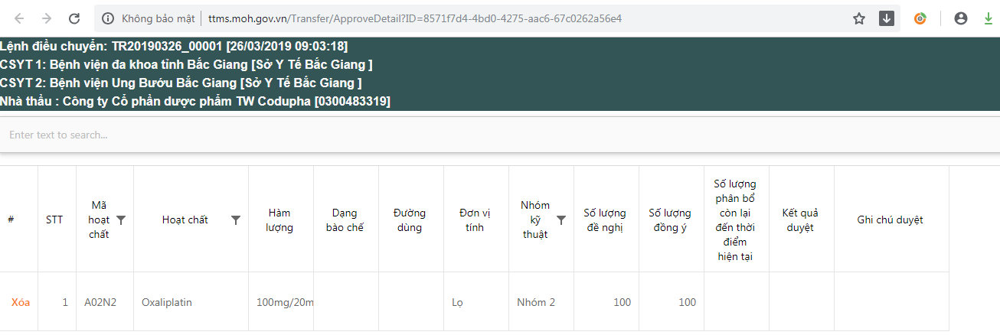 Không bảo mật | ttms.moh.gov.vn/Transfer/ApproveDetail?ID=8571f7d4-4bd0-4275-aac6-67c0262a56e4
Lệnh điều chuyển: TR20190326_00001 [26/03/2019 09:03:18]
CSYT 1: Bệnh viện đa khoa tỉnh Bắc Giang [Sở Y Tế Bắc Giang ]
CSYT 2: Bệnh viện Ung Bướu Bắc Giang [Sở Y Tế Bắc Giang ]
Nhà thầu : Công ty Cổ phần dược phẩm TW Codupha [0300483319]
Enter text to search...
#
STT
Mã
hoạt
chất
Hoạt chất
Hàm
lượng
Dạng
bào chế
Đường
dùng
Đơn vị
tính
Nhóm
kỹ
thuật
Số lượng
đề nghị
Số lượng
đồng ý
Số lượng
phân bổ
còn lại
đến thời
điểm
hiện tại
Kết quả
duyệt
Ghi chú duyệt
Xóa
1
A02N2
Oxaliplatin
100mg/20m
Lọ
Nhóm 2
100
100